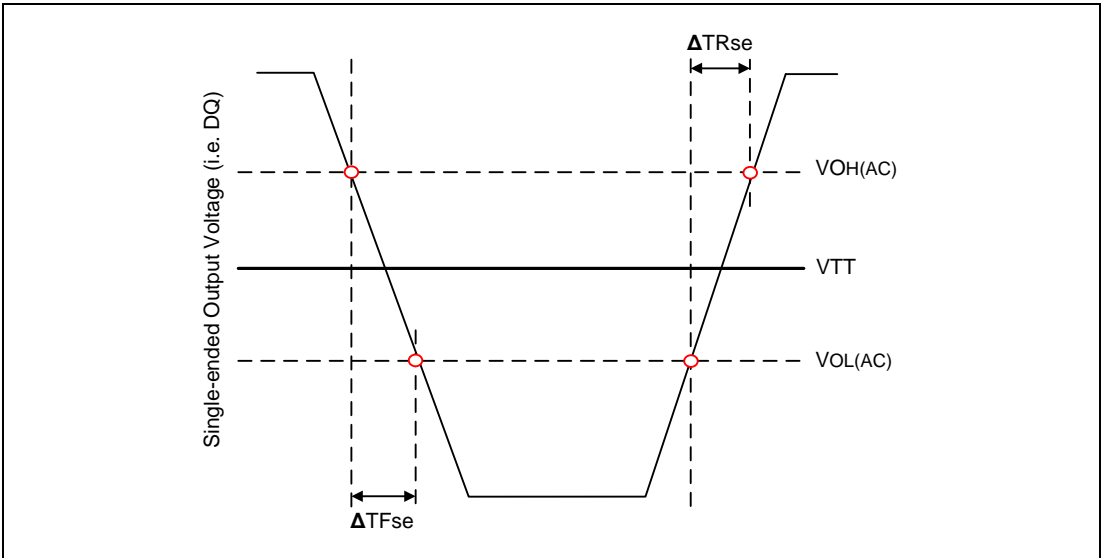 ΔTRse
Single-ended Output Voltage (i.e. DQ)
VOH(AC)
VTT
VOL(AC)
ΔTFse